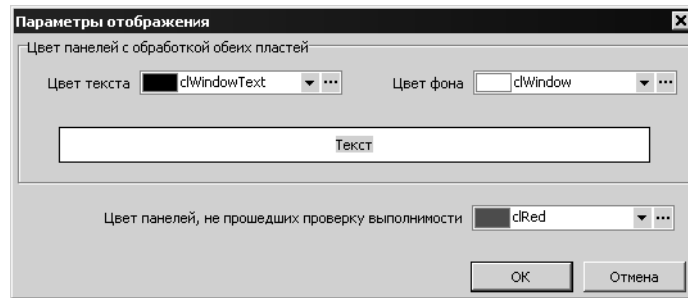 Параметры отображения
Цвет панелей с обработкой обеих пластей
Цвет текста clWindowText Цвет фона clWindow
Текст
Цвет панелей, не прошедших проверку выполнимости clRed
OK Отмена